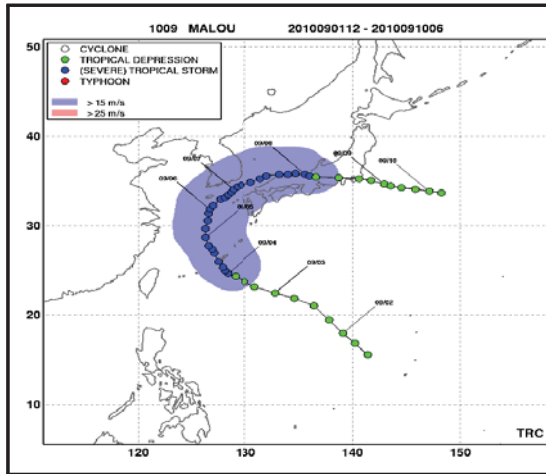 1009 MALOU 2010090112 - 2010091006
CYCLONE
TROPICAL DEPRESSION
(SEVERE) TROPICAL STORM
TYPHOON
> 15 m/s
> 25 m/s
50
40
30
20
10
09/08
09/07
09/09
09/10
09/06
09/05
09/04
09/03
09/02
120 130 140 150
TRC